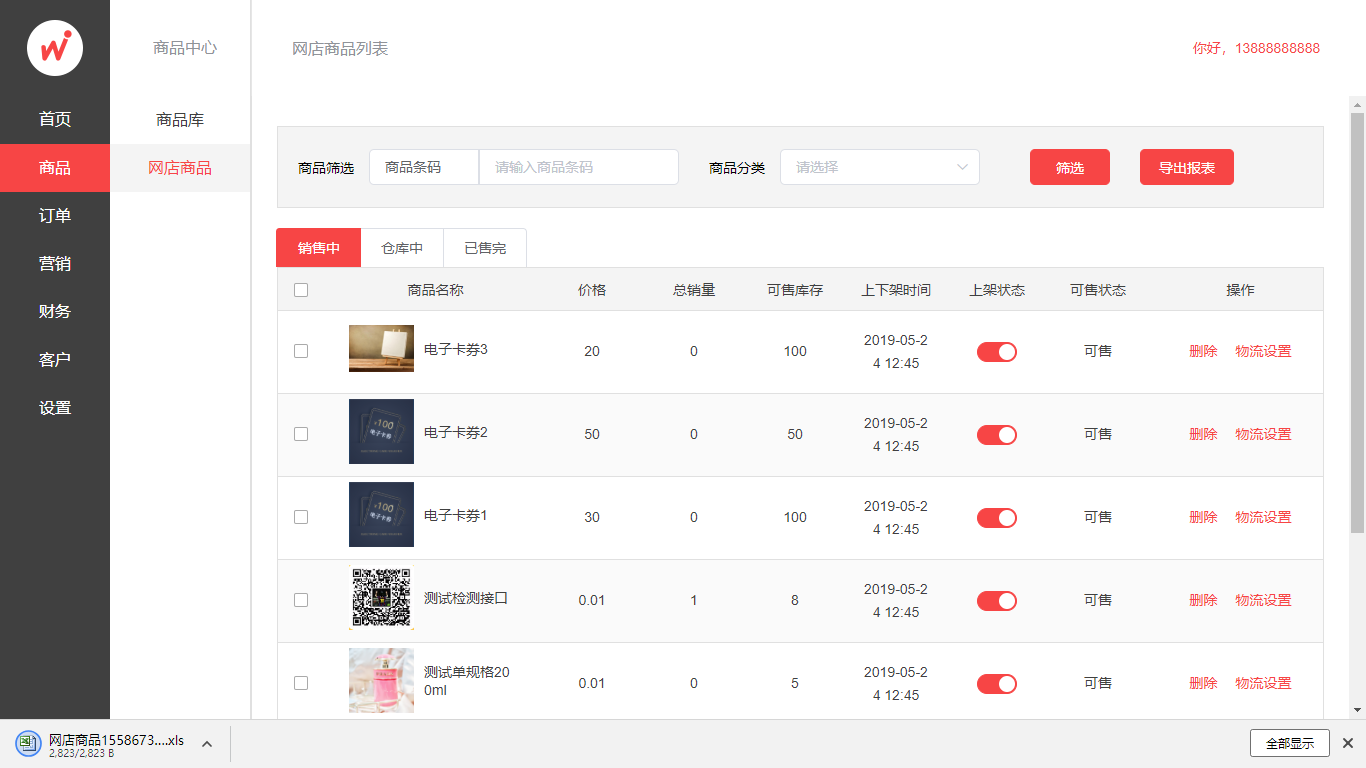 商品中心
网店商品列表
你好，13888888888
首页
商品
订单
营销
财务
客户
设置
商品库
网店商品
商品筛选 商品条码 请输入商品条码 商品分类 请选择 筛选 导出报表
销售中 仓库中 已售完
商品名称 价格 总销量 可售库存 上下架时间 上架状态 可售状态 操作
电子卡券3 20 0 100 2019-05-2
4 12:45 可售 删除 物流设置
¥100
电子卡券
电子卡券2 50 0 50 2019-05-2
4 12:45 可售 删除 物流设置
¥100
电子卡券
电子卡券1 30 0 100 2019-05-2
4 12:45 可售 删除 物流设置
测试检测接口 0.01 1 8 2019-05-2
4 12:45 可售 删除 物流设置
测试单规格20
0ml 0.01 0 5 2019-05-2
4 12:45 可售 删除 物流设置
网店商品1558673....xls
2,823/2,823 B
全部显示